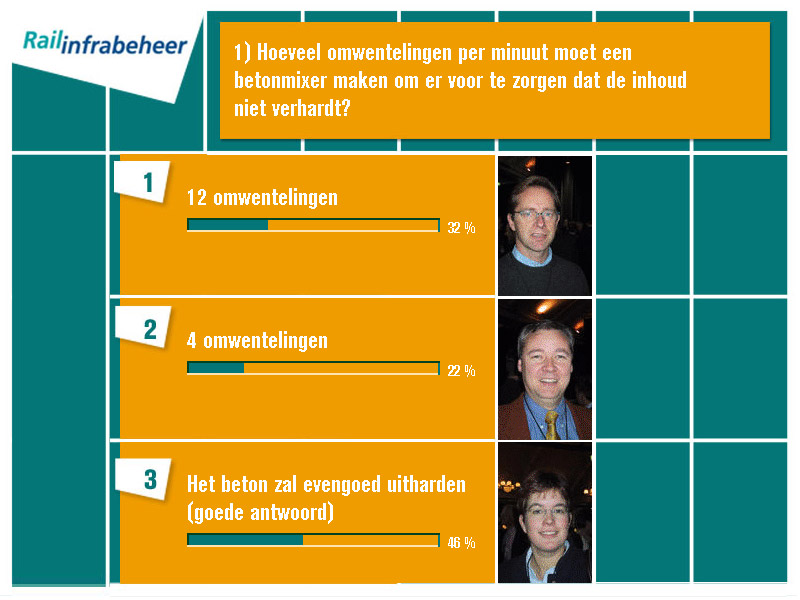 Railinfrabeheer
1) Hoeveel omwentelingen per minuut moet een
betonmixer maken om er voor te zorgen dat de inhoud
niet verhardt?
1
12 omwentelingen
32 %
2
4 omwentelingen
22 %
3
Het beton zal evengoed uitharden
(goede antwoord)
46 %